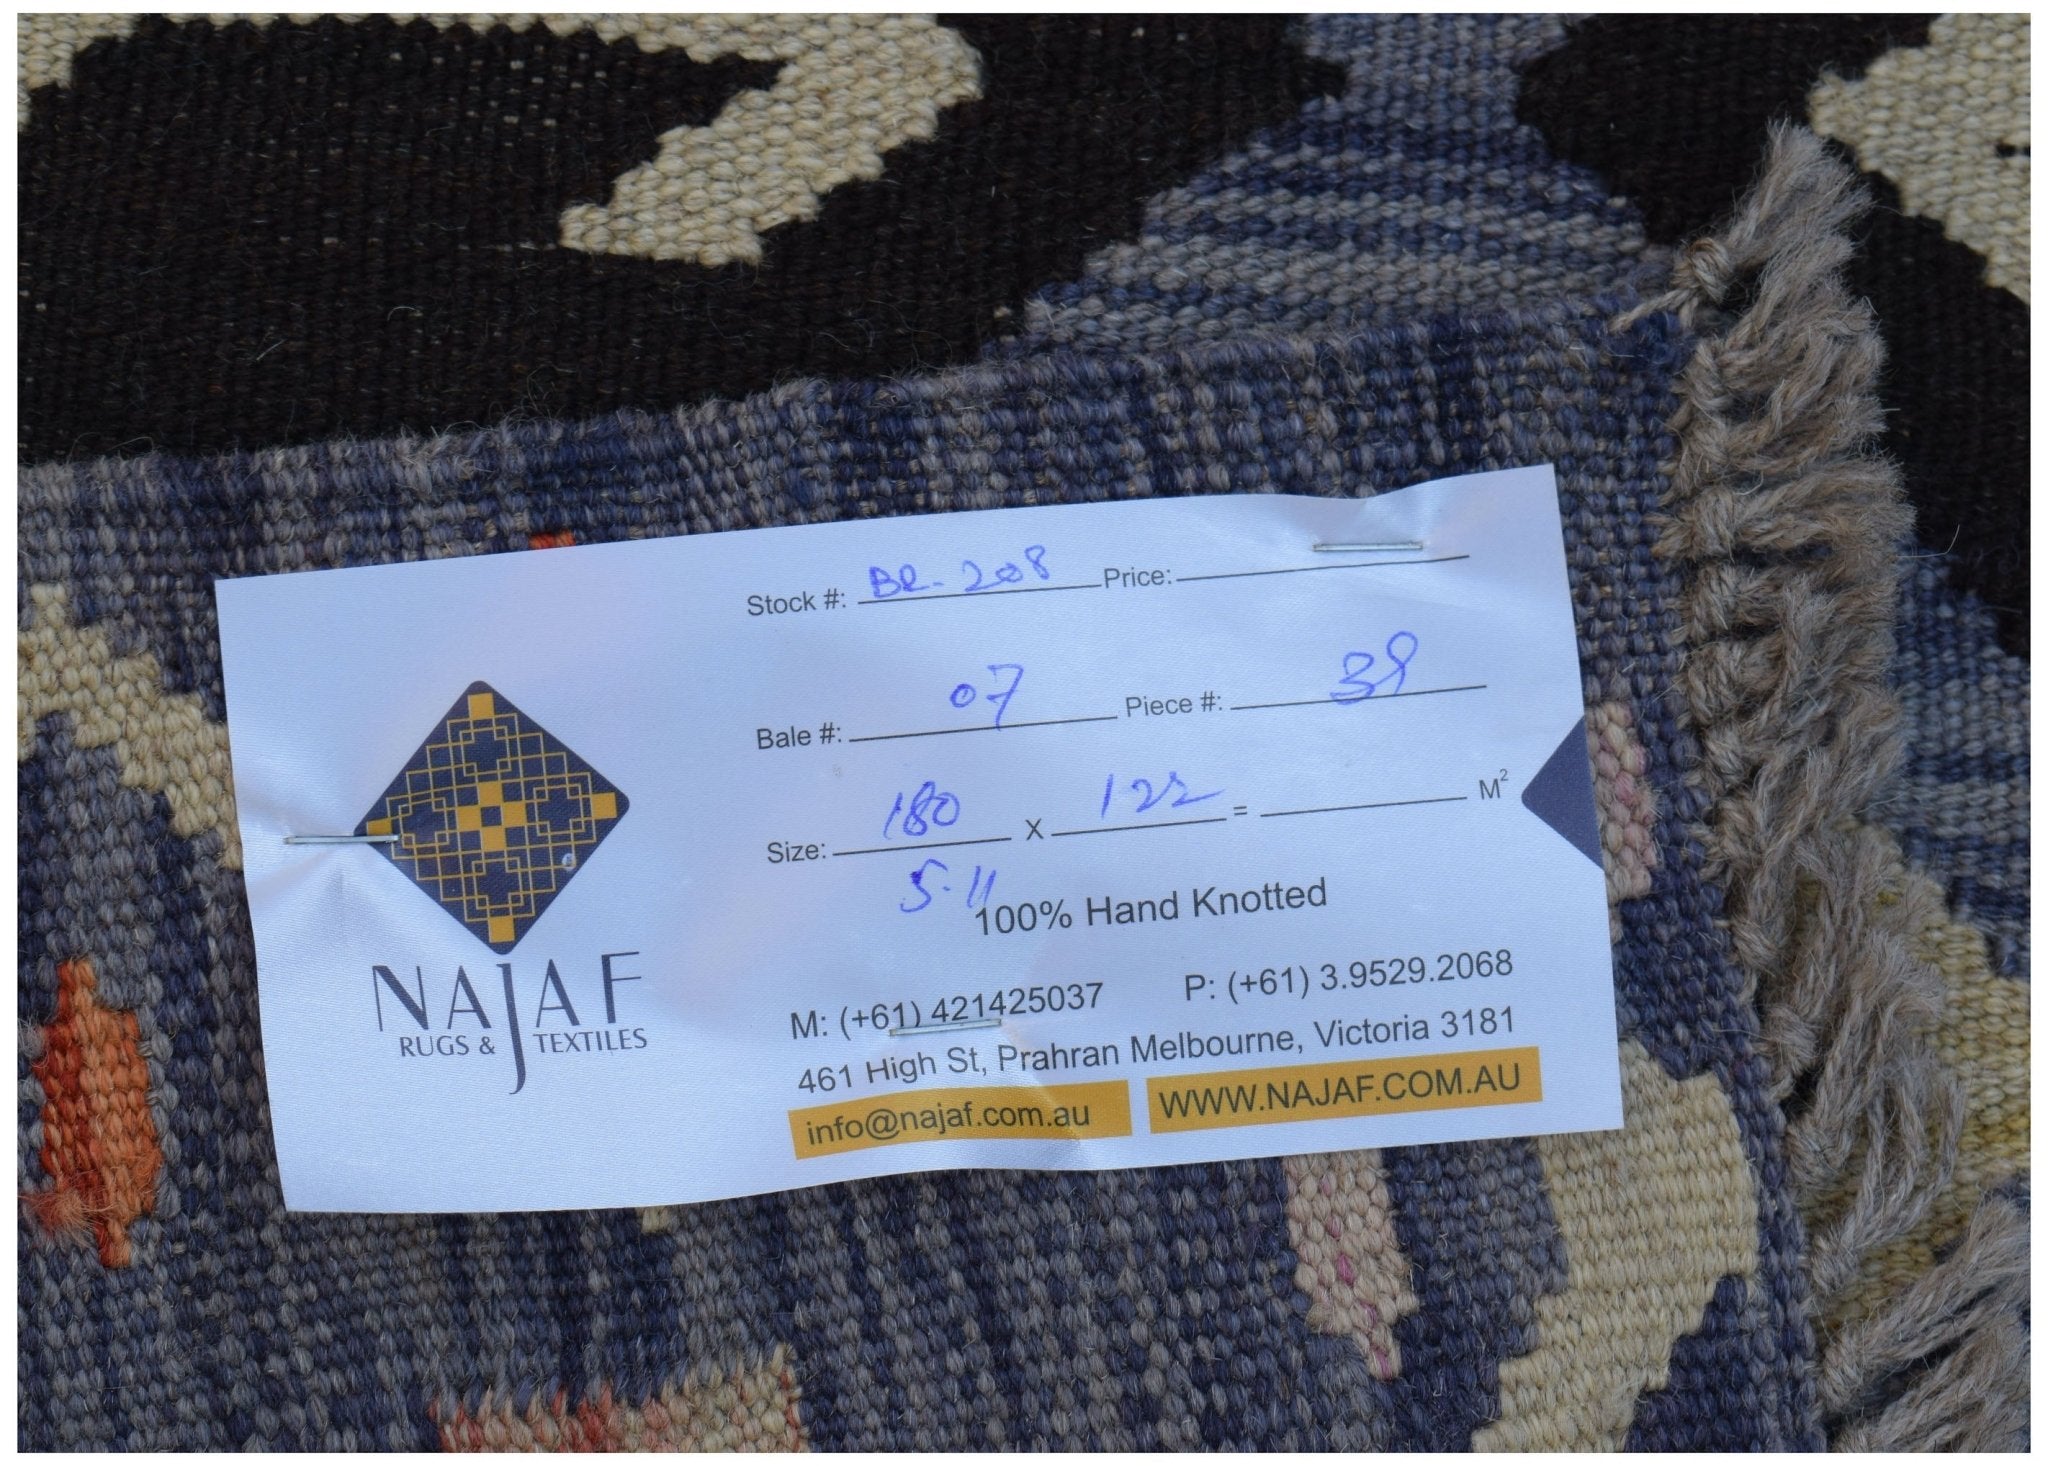 Stock #: BR-208 Price:
Bale #: 07 Piece #: 39
Size: 180 X 122 = M²
5.11
100% Hand Knotted
NAJAF
RUGS & TEXTILES
M: (+61) 421425037 P: (+61) 3.9529.2068
461 High St, Prahran Melbourne, Victoria 3181
info@najaf.com.au WWW.NAJAF.COM.AU